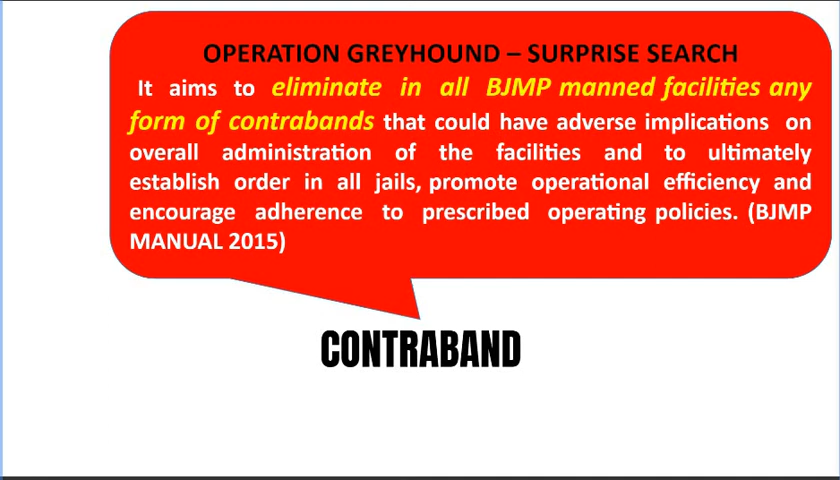 OPERATION GREYHOUND – SURPRISE SEARCH
It aims to eliminate in all BJMP manned facilities any
form of contrabands that could have adverse implications on
overall administration of the facilities and to ultimately
establish order in all jails, promote operational efficiency and
encourage adherence to prescribed operating policies. (BJMP
MANUAL 2015)
CONTRABAND